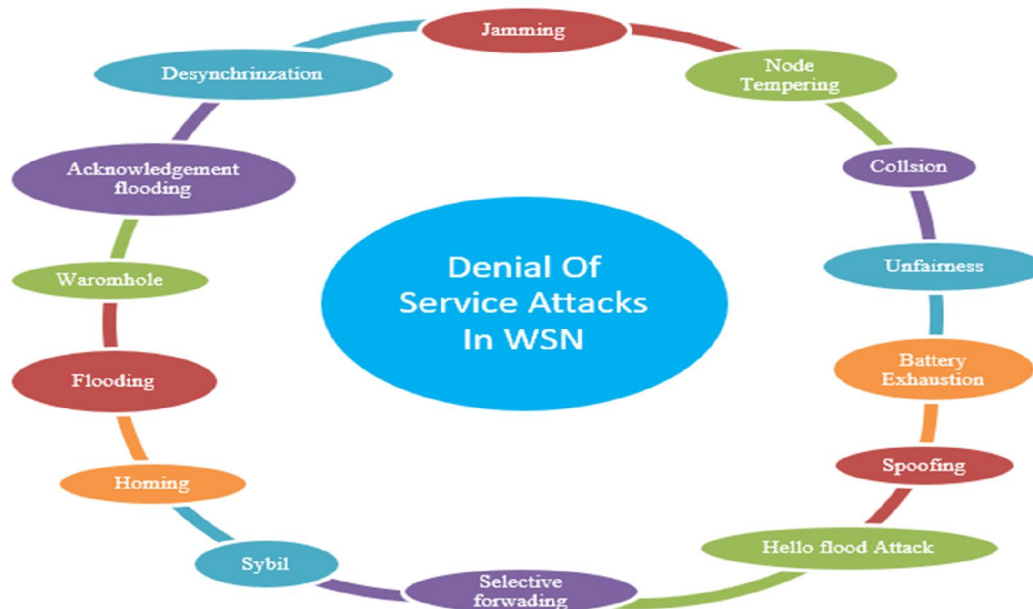 Jamming
Node
Tempering
Collsion
Unfairness
Battery
Exhaustion
Spoofing
Hello flood Attack
Selective
forwading
Sybil
Homing
Flooding
Waromhole
Acknowledgement
flooding
Desynchrinzation
Denial Of
Service Attacks
In WSN